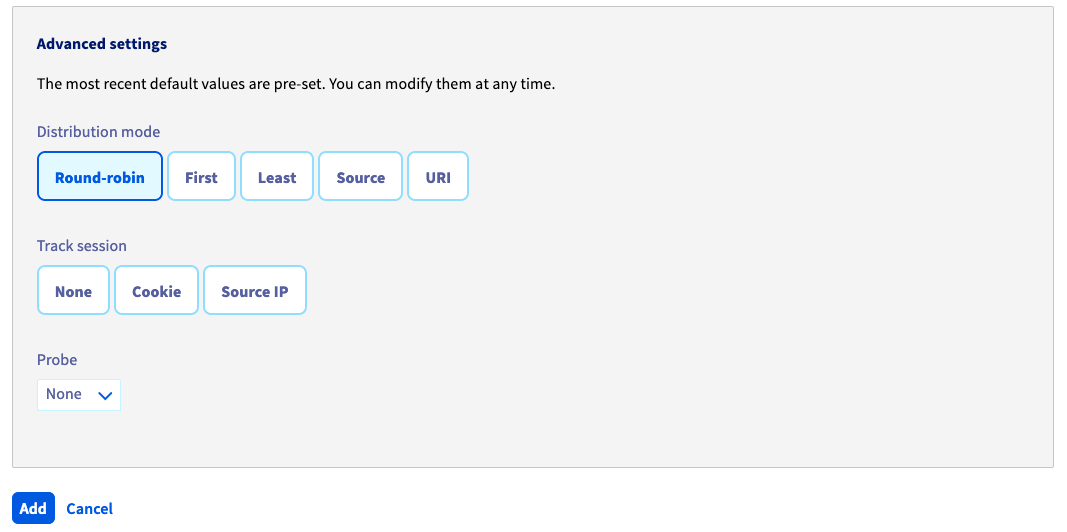 Advanced settings
The most recent default values are pre-set. You can modify them at any time.
Distribution mode
Round-robin First Least Source URI
Track session
None Cookie Source IP
Probe
None
Add Cancel